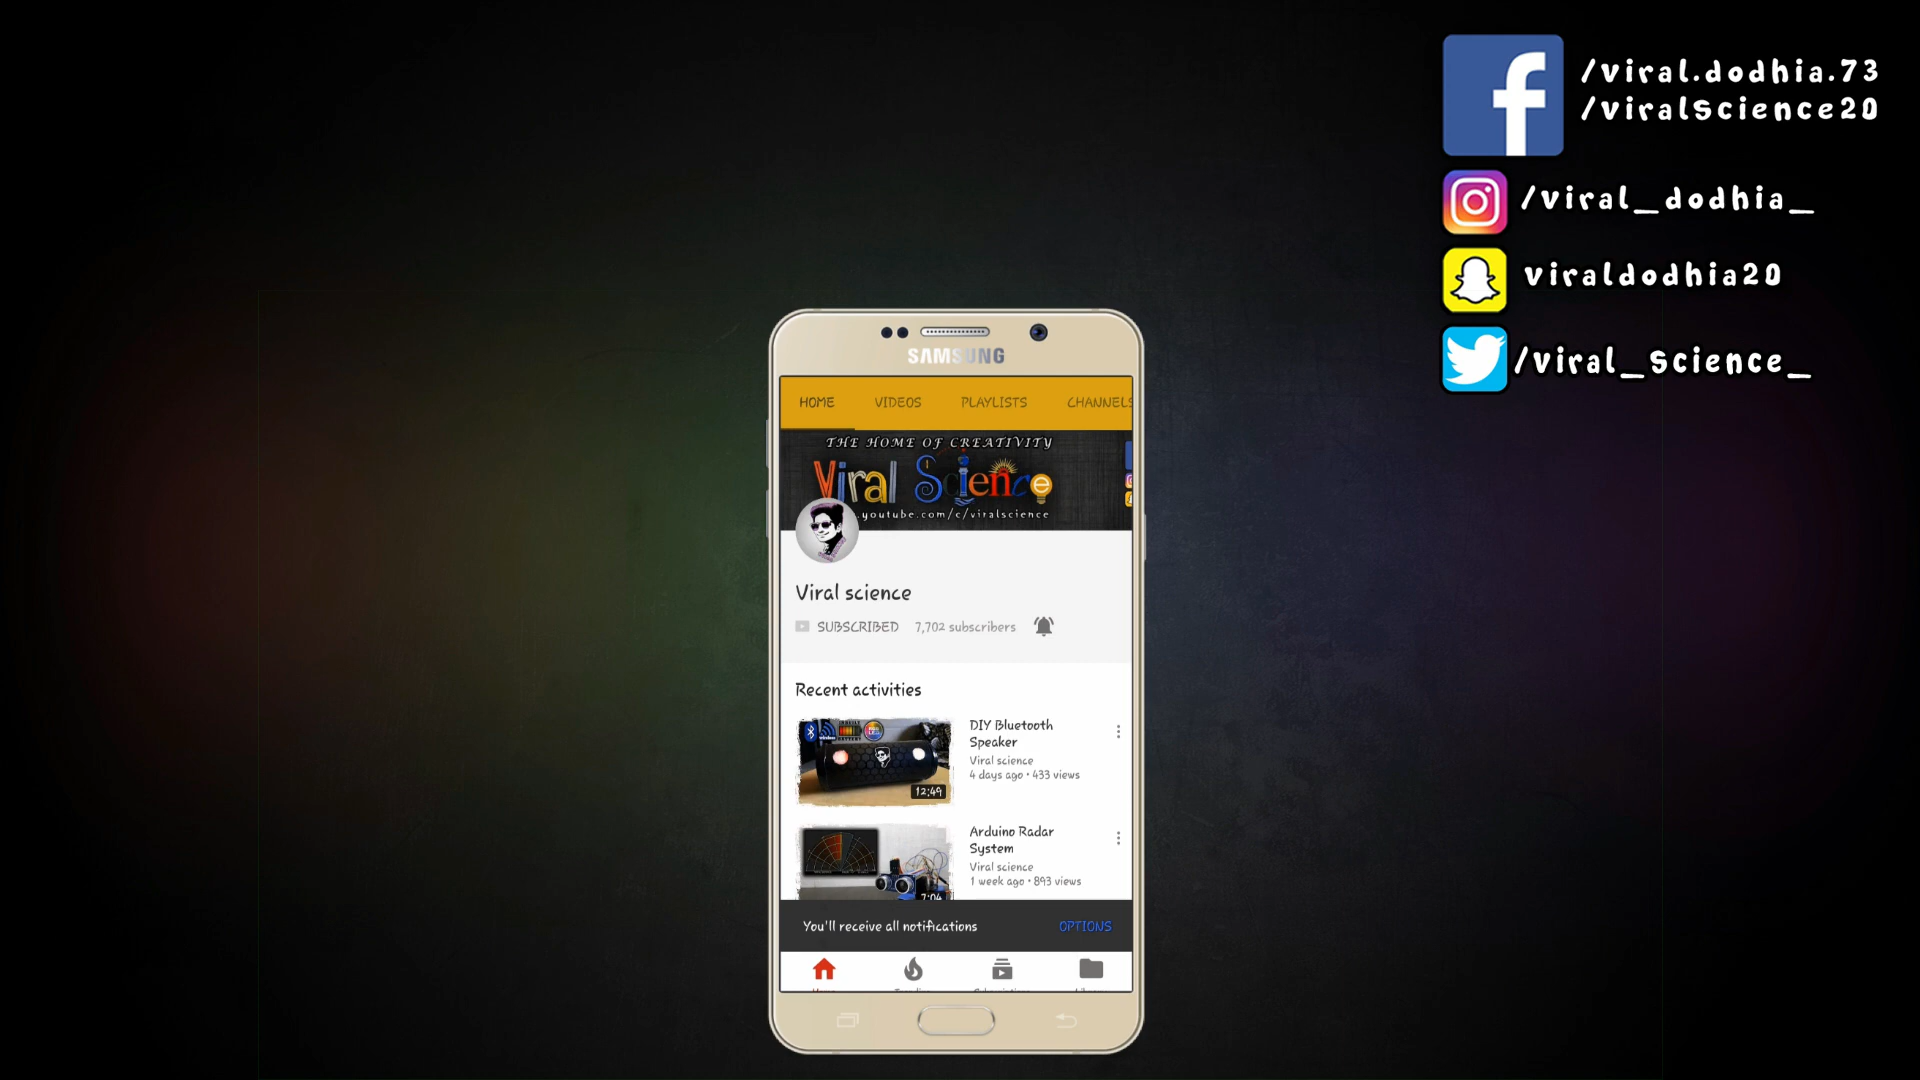 /viral.dodhia.73
/viralscience20
/viral_dodhia_
viraldodhia20
/viral_science_
SAMSUNG
HOME VIDEOS PLAYLISTS CHANNELS
THE HOME OF CREATIVITY
Viral Science
.youtube.com/c/viralscience
Viral science
SUBSCRIBED 7,702 subscribers
Recent activities
DIY Bluetooth
Speaker
Viral science
4 days ago • 433 views
12:49
Arduino Radar
System
Viral science
1 week ago • 893 views
7:04
You'll receive all notifications OPTIONS